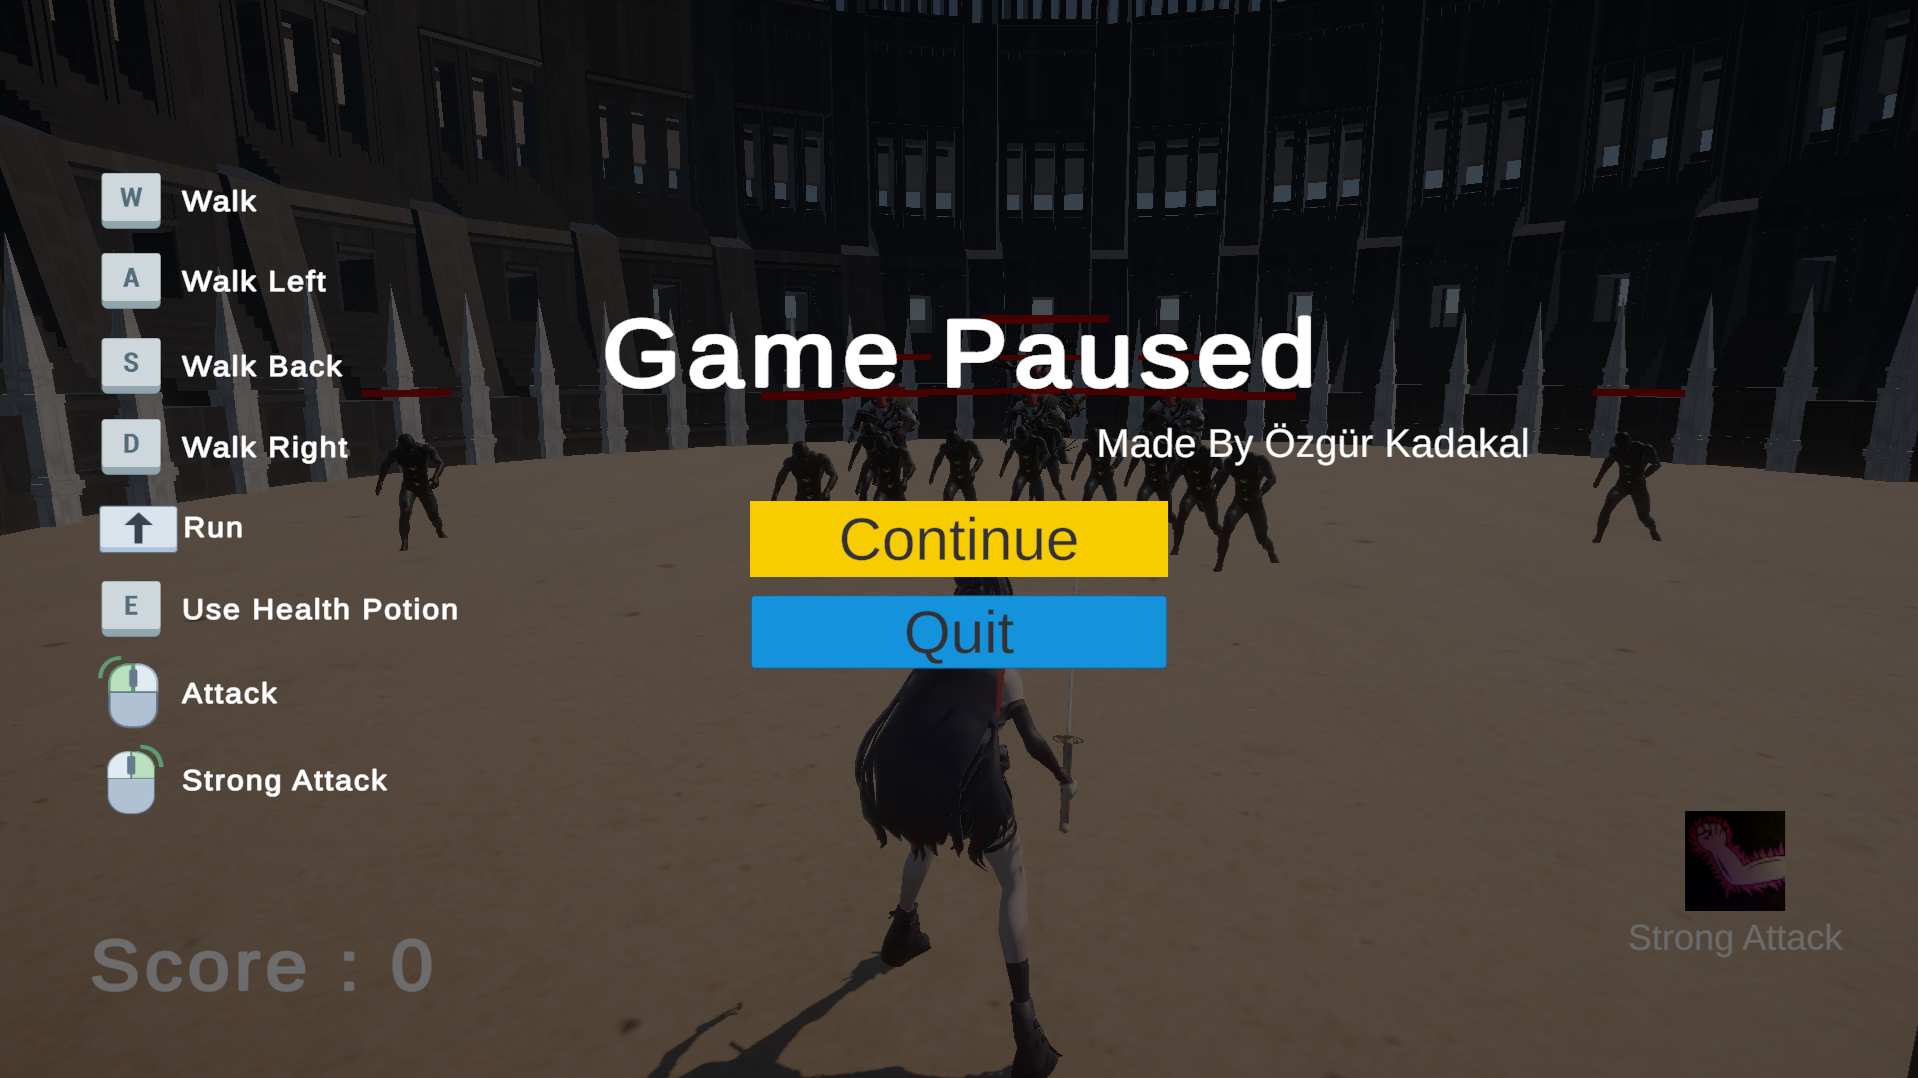 W Walk
A Walk Left
S Walk Back
D Walk Right
Run
E Use Health Potion
Attack
Strong Attack
Game Paused
Made By Özgür Kadakal
Continue
Quit
Score : 0
Strong Attack